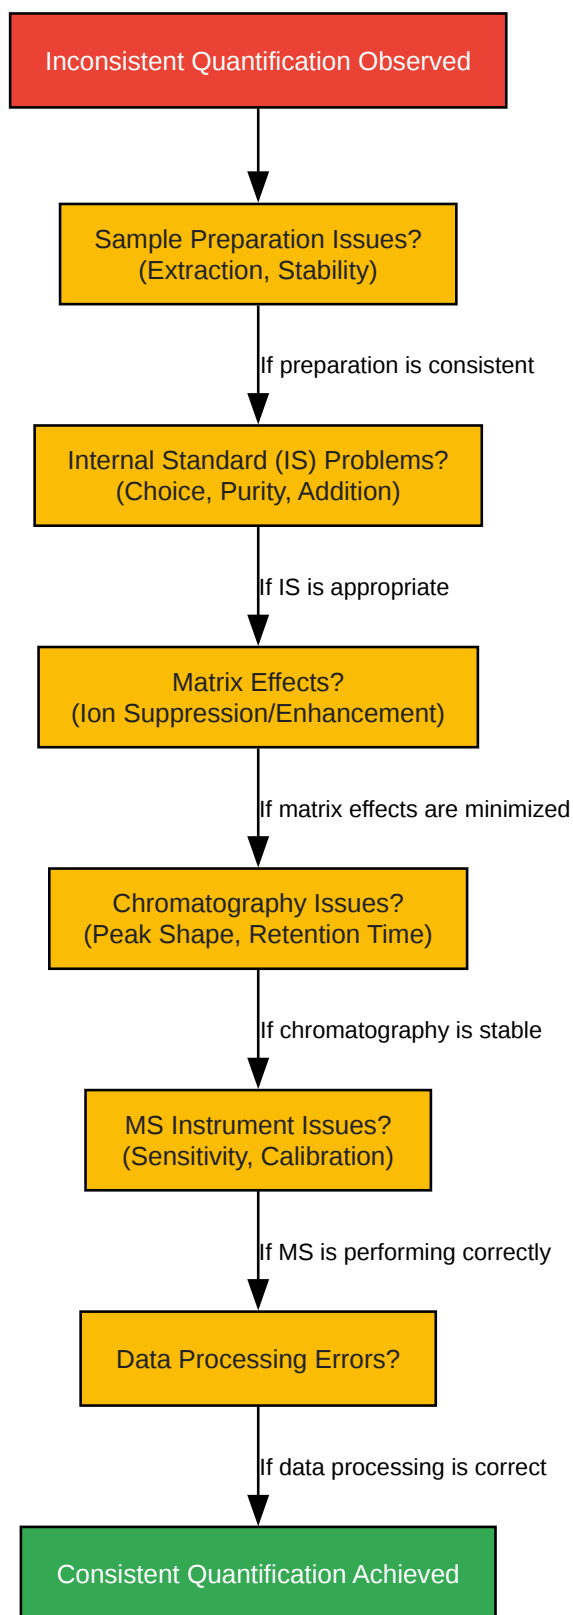 Inconsistent Quantification Observed
Sample Preparation Issues?
(Extraction, Stability)
If preparation is consistent
Internal Standard (IS) Problems?
(Choice, Purity, Addition)
If IS is appropriate
Matrix Effects?
(Ion Suppression/Enhancement)
If matrix effects are minimized
Chromatography Issues?
(Peak Shape, Retention Time)
If chromatography is stable
MS Instrument Issues?
(Sensitivity, Calibration)
If MS is performing correctly
Data Processing Errors?
If data processing is correct
Consistent Quantification Achieved